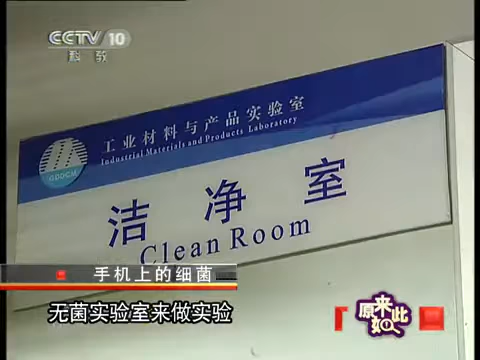 CCTV 10
科教
工业材料与产品实验室
Industrial Materials and Products Laboratory
GDDCM
洁净室
Clean Room
手机上的细菌
无菌实验室来做实验
原来如此